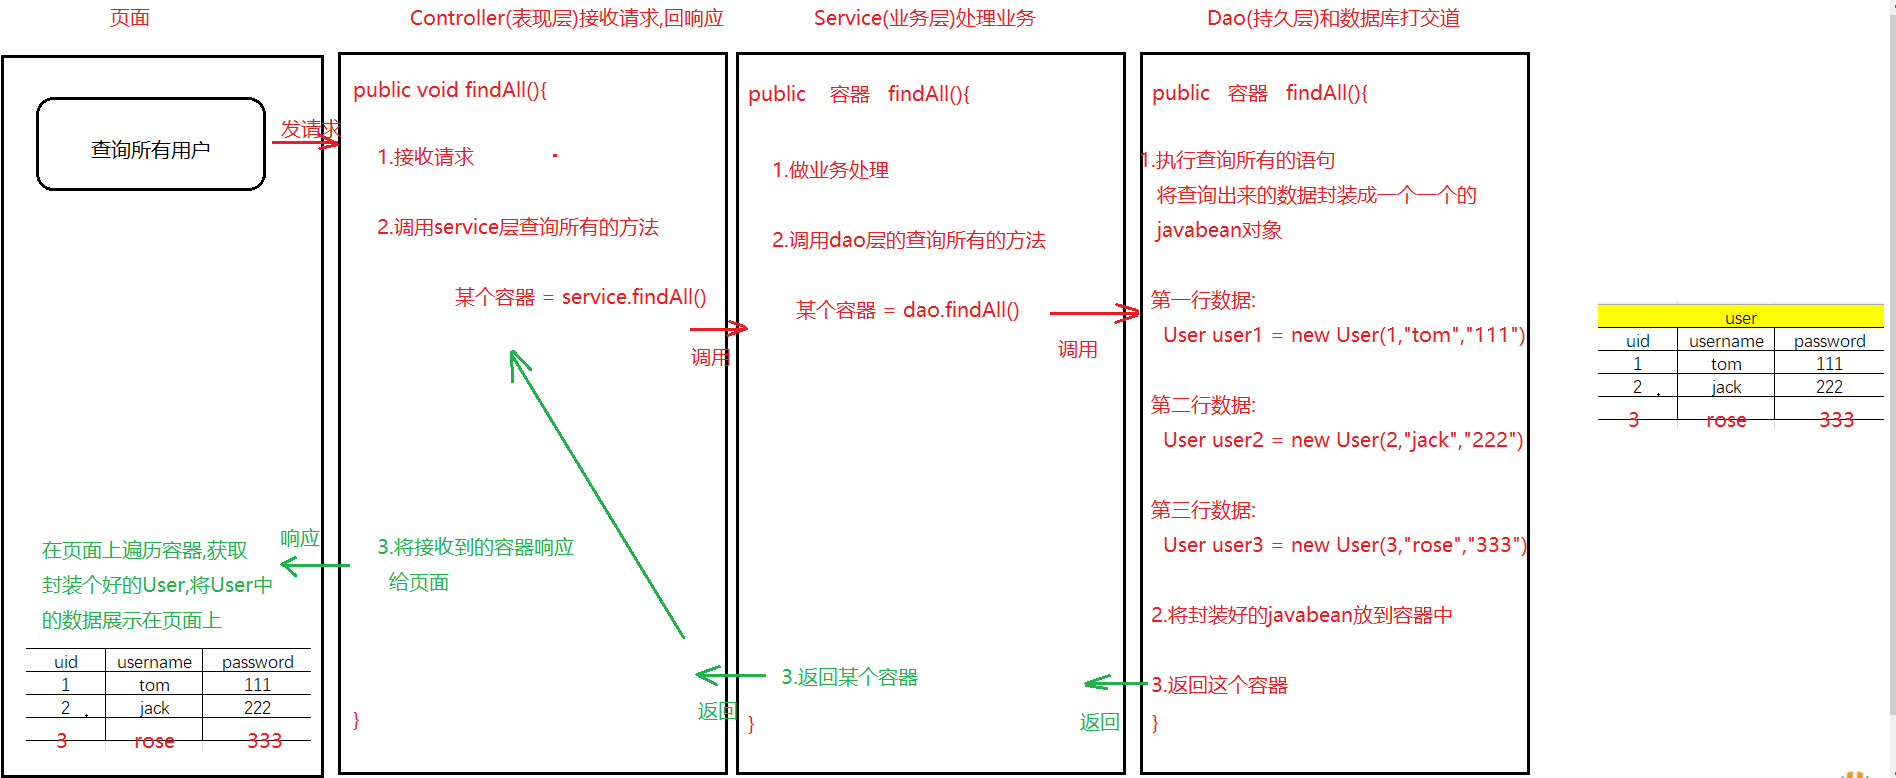 页面
Controller(表现层)接收请求,回响应
Service(业务层)处理业务
Dao(持久层)和数据库打交道
查询所有用户
发请求
public void findAll(){
1.接收请求
2.调用service层查询所有的方法
某个容器 = service.findAll()
调用
3.将接收到的容器响应
给页面
}
响应
在页面上遍历容器,获取
封装个好的User,将User中
的数据展示在页面上
uid username password
1 tom 111
2 jack 222
3 rose 333
public 容器 findAll(){
1.做业务处理
2.调用dao层的查询所有的方法
某个容器 = dao.findAll()
调用
3.返回某个容器
返回
}
public 容器 findAll(){
1.执行查询所有的语句
将查询出来的数据封装成一个一个的
javabean对象
第一行数据:
User user1 = new User(1,"tom","111")
第二行数据:
User user2 = new User(2,"jack","222")
第三行数据:
User user3 = new User(3,"rose","333")
2.将封装好的javabean放到容器中
3.返回这个容器
返回
}
user
uid username password
1 tom 111
2 jack 222
3 rose 333